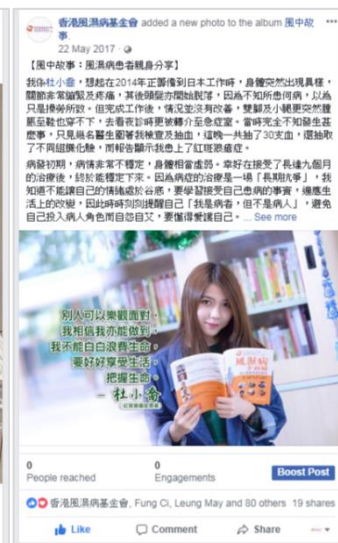 香港風濕病基金會 added a new photo to the album 風中故
事
22 May 2017
【風中故事：風濕病患者親身分享】
我係杜小喬，想起在2014年正籌備到日本工作時，身體突然出現異樣，
關節非常腫脹及疼痛，其後頭髮亦開始脫落，因為不知所患何病，以為
只是操勞所致。但完成工作後，情況並沒有改善，雙腳及小腿更突然腫
脹至鞋也穿不下，去看夜診時更被轉介至急症室。當時完全不知發生甚
麼事，只見幾名醫生圍著我檢查及抽血，這晚一共抽了30支血，還抽取
了不同組織化驗，而報告顯示我患上了紅斑狼瘡症。
病發初期，病情非常不穩定，身體相當虛弱。幸好在接受了長達九個月
的治療後，終於能穩定下來。因為病症的治療是一場「長期抗爭」，我
知道不能讓自己的情緒處於谷底，要學習接受自己患病的事實，適應生
活上的改變，因此時時刻刻提醒自己「我是病者，但不是病人」，避免
自己投入病人角色而自怨自艾，要懂得愛護自己。... See more
別人可以樂觀面對，
我相信我亦能做到，
我不能白白浪費生命，
要好好享受生活，
把握生命。
– 杜小喬
風濕病
0
People reached
0
Engagements
Boost Post
香港風濕病基金會, Fung Ci, Leung May and 80 others 19 shares
Like Comment Share